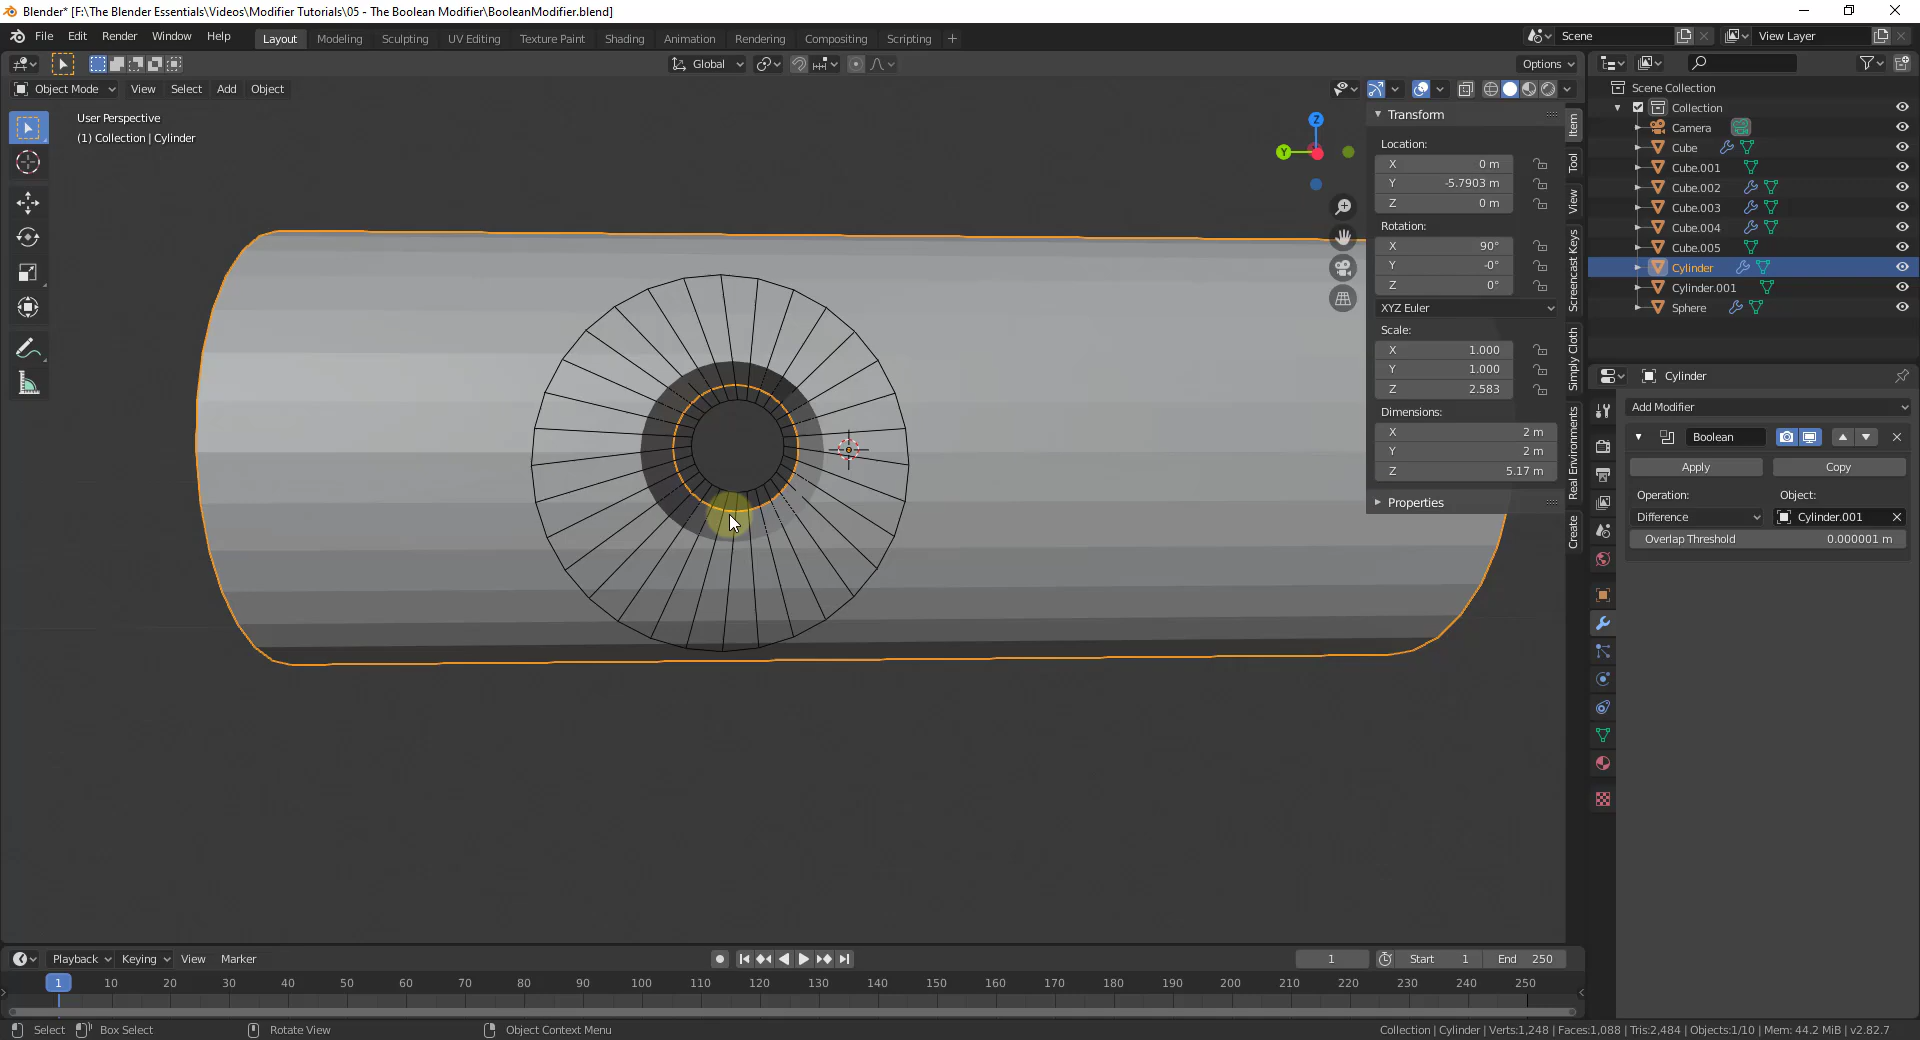 Blender* [F:\The Blender Essentials\Videos\Modifier Tutorials\05 - The Boolean Modifier\BooleanModifier.blend]
File Edit Render Window Help Layout Modeling Sculpting UV Editing Texture Paint Shading Animation Rendering Compositing Scripting + Scene View Layer
Global Options
Object Mode View Select Add Object
User Perspective
(1) Collection | Cylinder
Z
Y
Transform
Location:
X 0 m
Y -5.7903 m
Z 0 m
Rotation:
X 90°
Y -0°
Z 0°
XYZ Euler
Scale:
X 1.000
Y 1.000
Z 2.583
Dimensions:
X 2 m
Y 2 m
Z 5.17 m
Properties
Item
Tool
View
Screencast Keys
Simply Cloth
Real Environments
Create
Scene Collection
Collection
Camera
Cube
Cube.001
Cube.002
Cube.003
Cube.004
Cube.005
Cylinder
Cylinder.001
Sphere
Cylinder
Add Modifier
Boolean
Apply Copy
Operation: Object:
Difference Cylinder.001
Overlap Threshold 0.000001 m
Playback Keying View Marker 1 Start 1 End 250
1 10 20 30 40 50 60 70 80 90 100 110 120 130 140 150 160 170 180 190 200 210 220 230 240 250
Select Box Select Rotate View Object Context Menu Collection | Cylinder | Verts:1,248 | Faces:1,088 | Tris:2,484 | Objects:1/10 | Mem: 44.2 MiB | v2.82.7